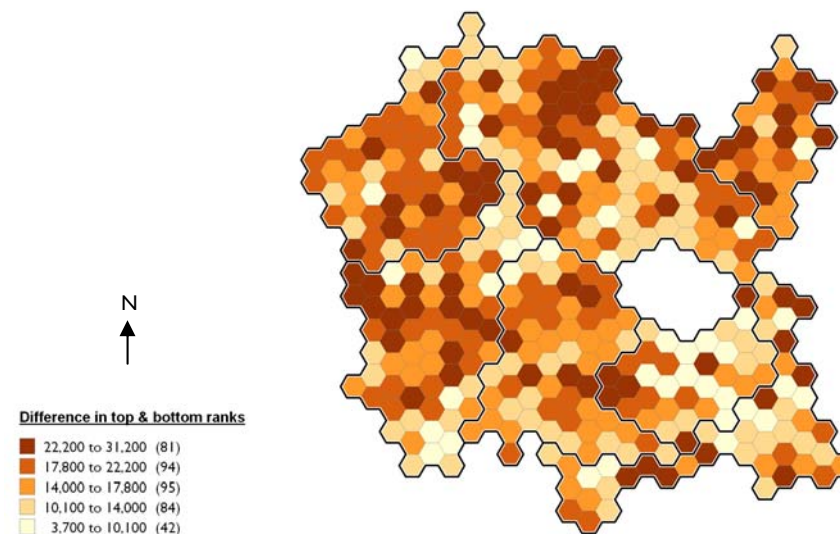 N
Difference in top & bottom ranks
22,200 to 31,200 (81)
17,800 to 22,200 (94)
14,000 to 17,800 (95)
10,100 to 14,000 (84)
3,700 to 10,100 (42)